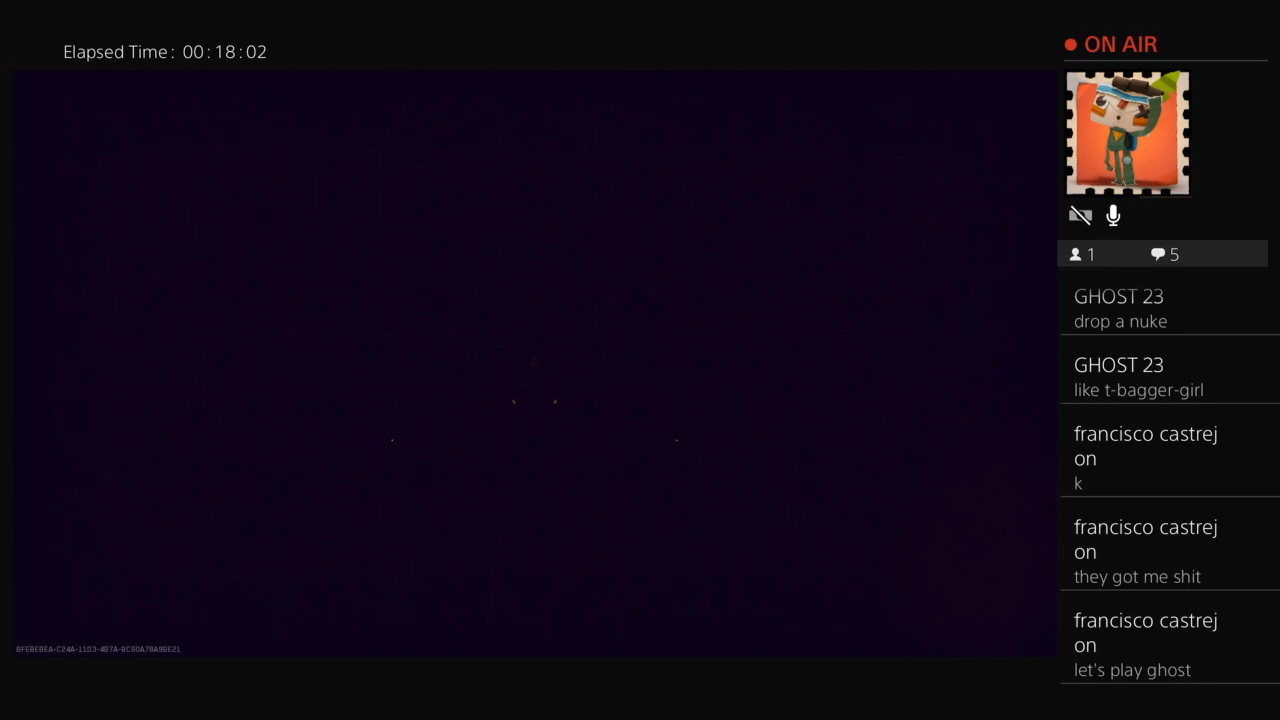 Elapsed Time: 00:18:02
ON AIR
1
5
GHOST 23
drop a nuke
GHOST 23
like t-bagger-girl
francisco castrej
on
k
francisco castrej
on
they got me shit
francisco castrej
on
let's play ghost